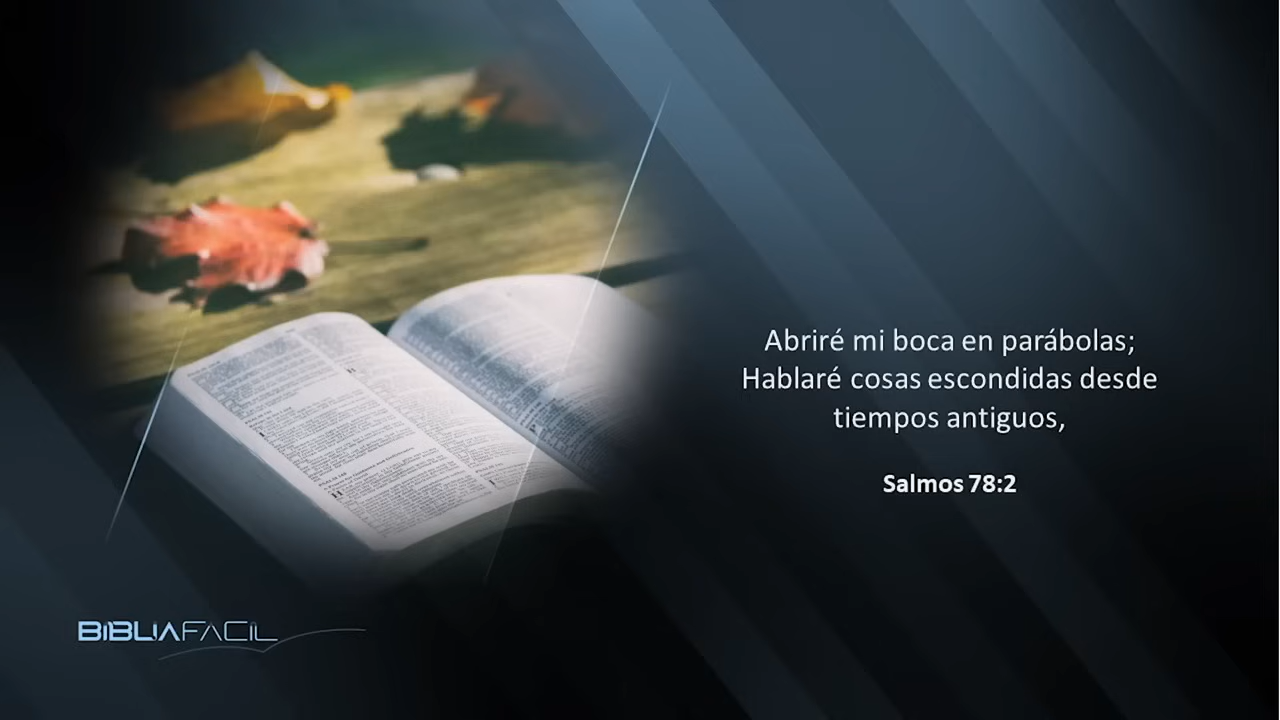 Abriré mi boca en parábolas;
Hablaré cosas escondidas desde
tiempos antiguos,
Salmos 78:2
BIBLIAFACIL